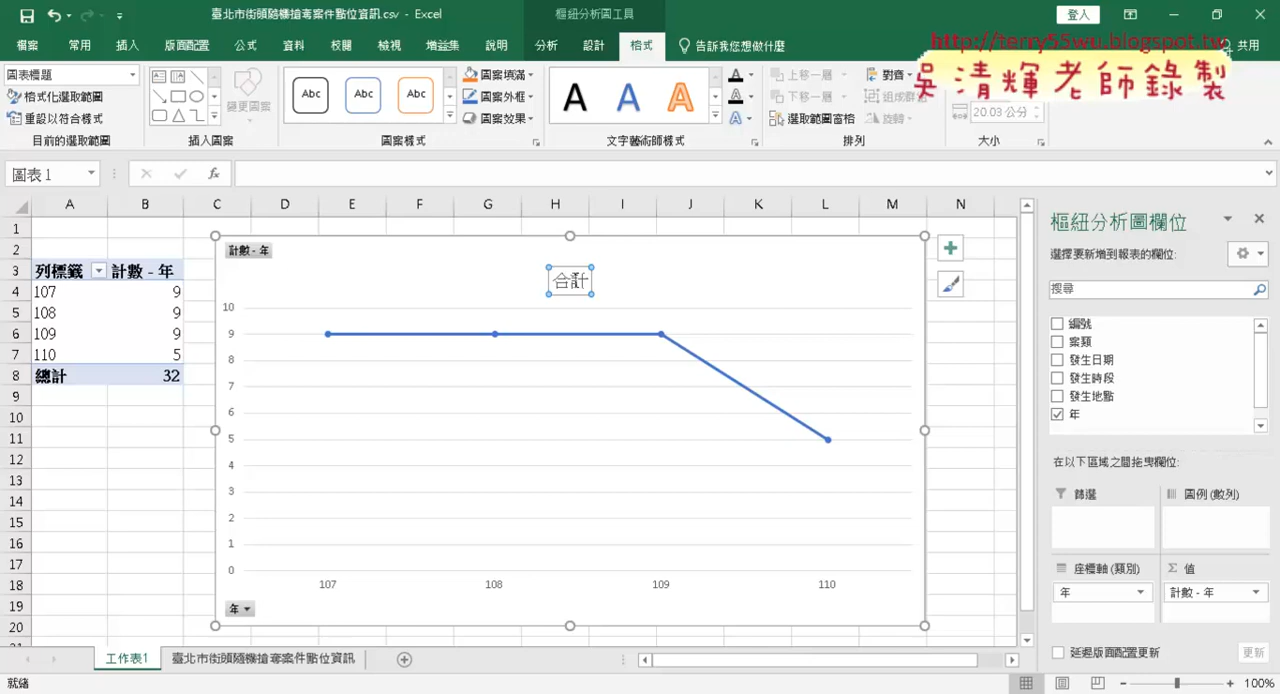 臺北市街頭隨機搶奪案件點位資訊.csv - Excel
樞紐分析圖工具
登入
檔案 常用 插入 版面配置 公式 資料 校閱 檢視 增益集 說明 分析 設計 格式 告訴我您想做什麼 共用
http://terry55wu.blogspot.tw
吳清輝老師錄製
圖表標題
格式化選取範圍
重設以符合樣式
目前的選取範圍
變更圖案
插入圖案
Abc Abc Abc
圖案填滿
圖案外框
圖案效果
圖案樣式
A A A
文字藝術師樣式
上移一層
下移一層
選取範圍窗格
對齊
組成群組
旋轉
排列
20.03 公分
大小
圖表 1
fx
A B C D E F G H I J K L M N
1
2
3 列標籤 計數 - 年
4 107 9
5 108 9
6 109 9
7 110 5
8 總計 32
9
10
11
12
13
14
15
16
17
18
19
20
21
計數 - 年
合計
10
9
8
7
6
5
4
3
2
1
0
107 108 109 110
年
樞紐分析圖欄位
選擇要新增到報表的欄位:
搜尋
編號
案類
發生日期
發生時段
發生地點
年
在以下區域之間拖曳欄位:
篩選 圖例 (數列)
座標軸 (類別) Σ 值
年 計數 - 年
延遲版面配置更新 更新
工作表1 臺北市街頭隨機搶奪案件點位資訊
就緒 100%